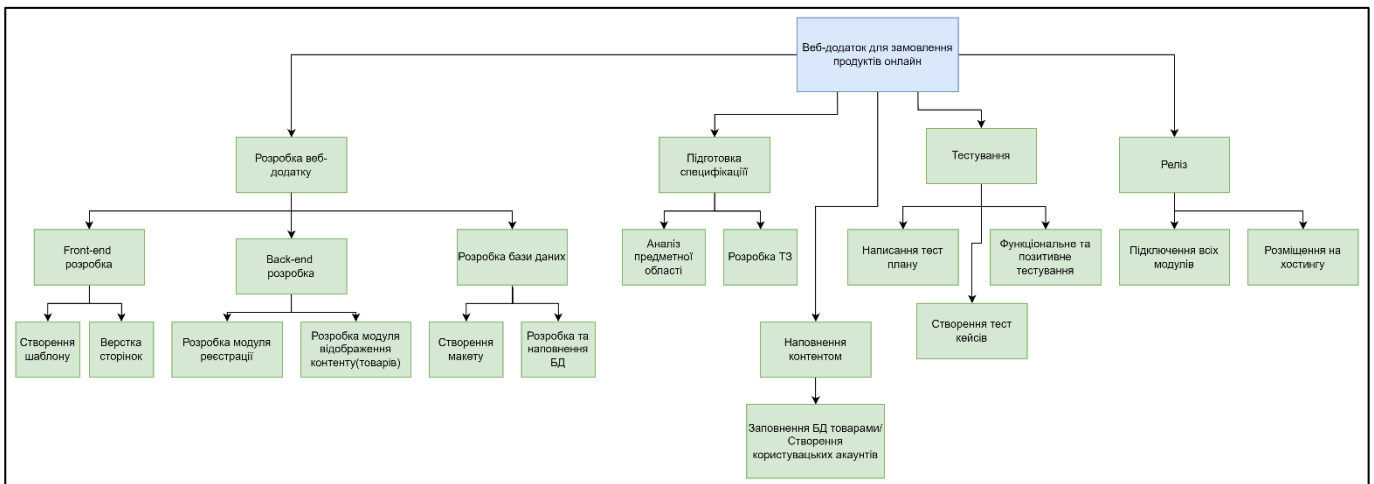 Веб-додаток для замовлення
продуктів онлайн
Розробка веб-
додатку
Підготовка
специфікаціїї
Тестування
Реліз
Front-end
розробка
Back-end
розробка
Розробка бази даних
Аналіз
предметної
області
Розробка ТЗ
Написання тест
плану
Функціональне та
позитивне
тестування
Підключення всіх
модулів
Розміщення на
хостингу
Створення
шаблону
Верстка
сторінок
Розробка модуля
реєстрації
Розробка модуля
відображення
контенту(товарів)
Створення
макету
Розробка та
наповнення
БД
Наповнення
контентом
Створення тест
кейсів
Заповнення БД товарами/
Створення
користувацьких акаунтів